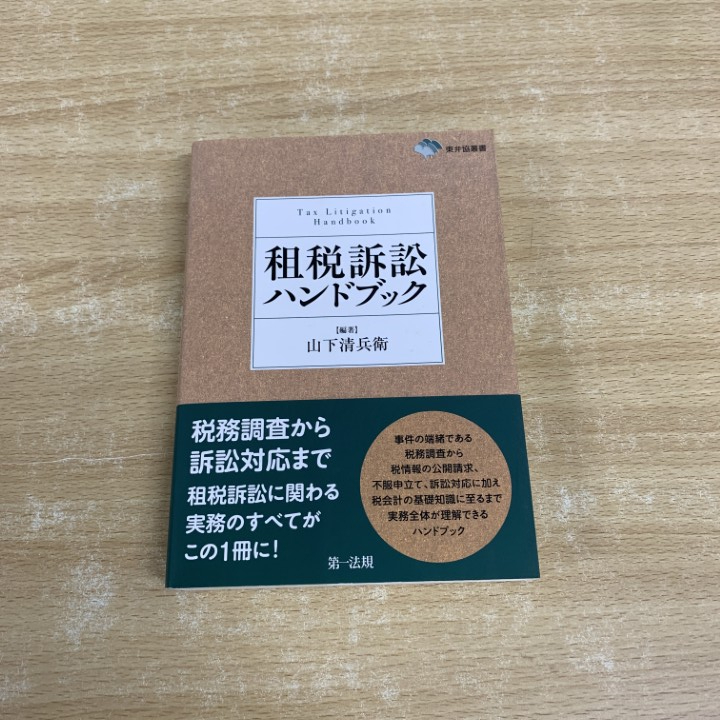 東弁協叢書
Tax Litigation
Handbook
租税訴訟
ハンドブック
【編著】
山下清兵衛
税務調査から
訴訟対応まで
租税訴訟に関わる
実務のすべてが
この1冊に!
事件の端緒である
税務調査から
税情報の公開請求、
不服申立て、訴訟対応に加え
税会計の基礎知識に至るまで
実務全体が理解できる
ハンドブック
第一法規